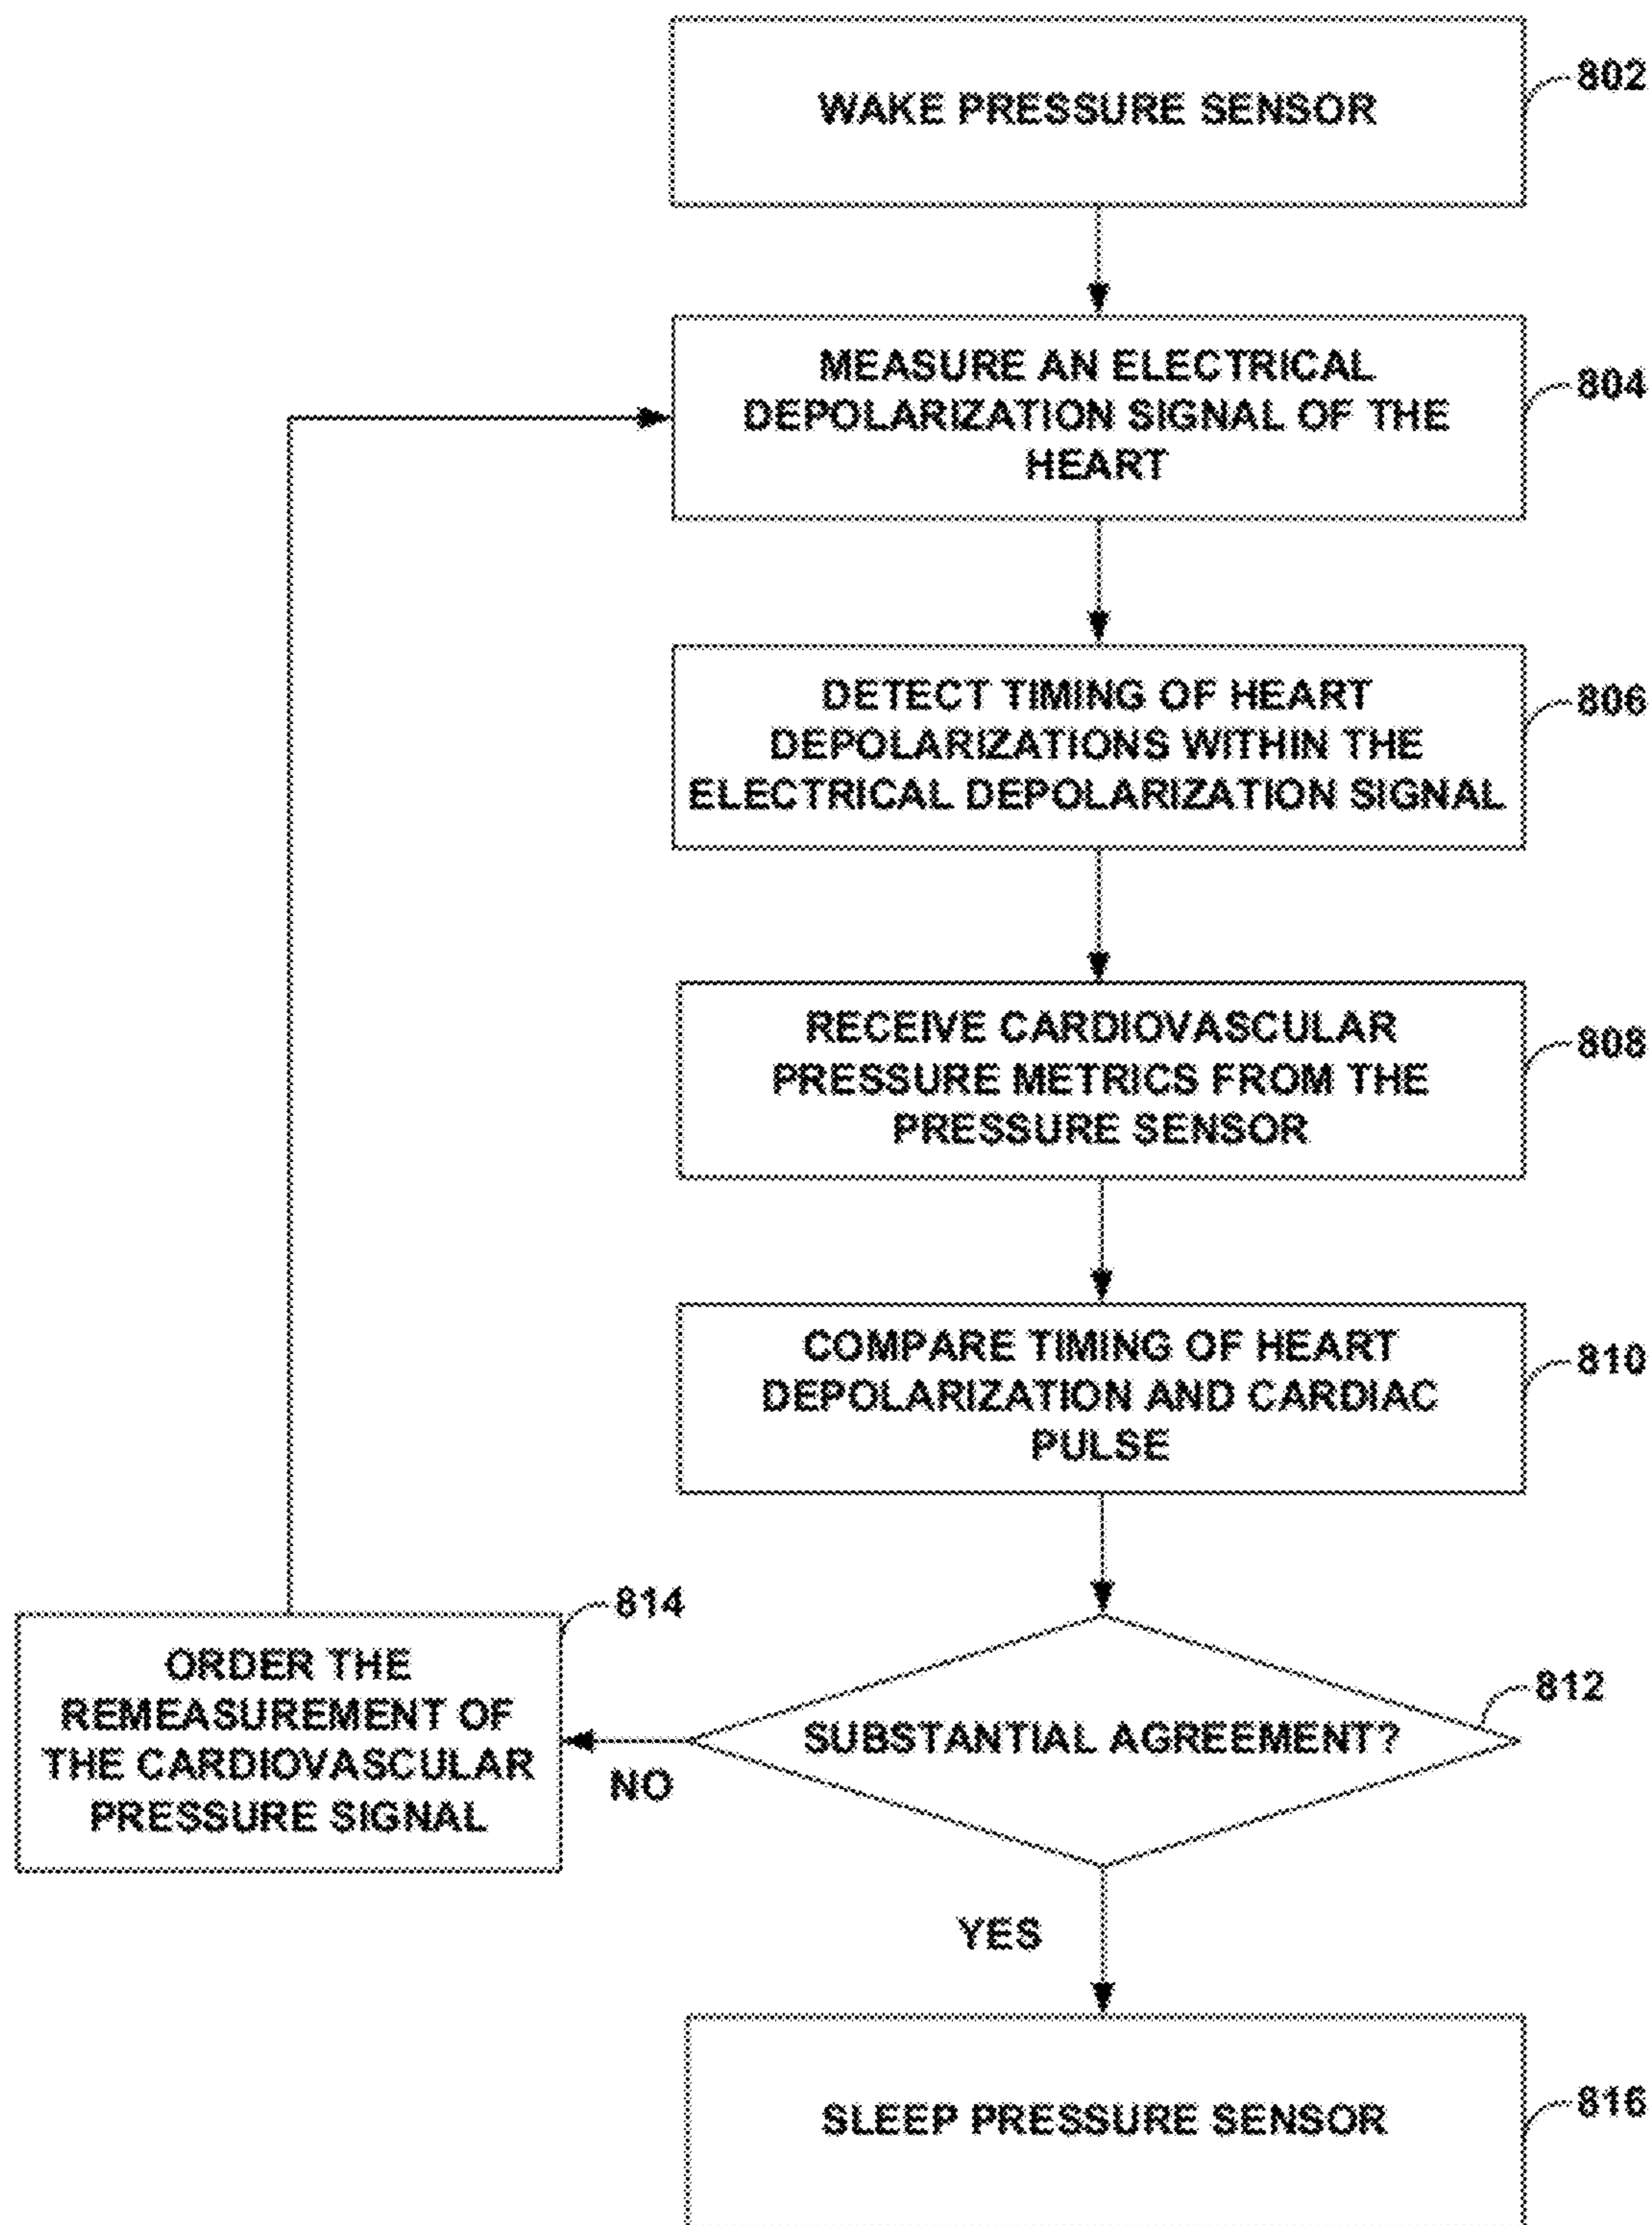 WAKE PRESSURE SENSOR
802
MEASURE AN ELECTRICAL
DEPOLARIZATION SIGNAL OF THE
HEART
804
DETECT TIMING OF HEART
DEPOLARIZATIONS WITHIN THE
ELECTRICAL DEPOLARIZATION SIGNAL
806
RECEIVE CARDIOVASCULAR
PRESSURE METRICS FROM THE
PRESSURE SENSOR
808
COMPARE TIMING OF HEART
DEPOLARIZATION AND CARDIAC
PULSE
810
SUBSTANTIAL AGREEMENT?
812
NO
814
ORDER THE
REMEASUREMENT OF
THE CARDIOVASCULAR
PRESSURE SIGNAL
YES
SLEEP PRESSURE SENSOR
816